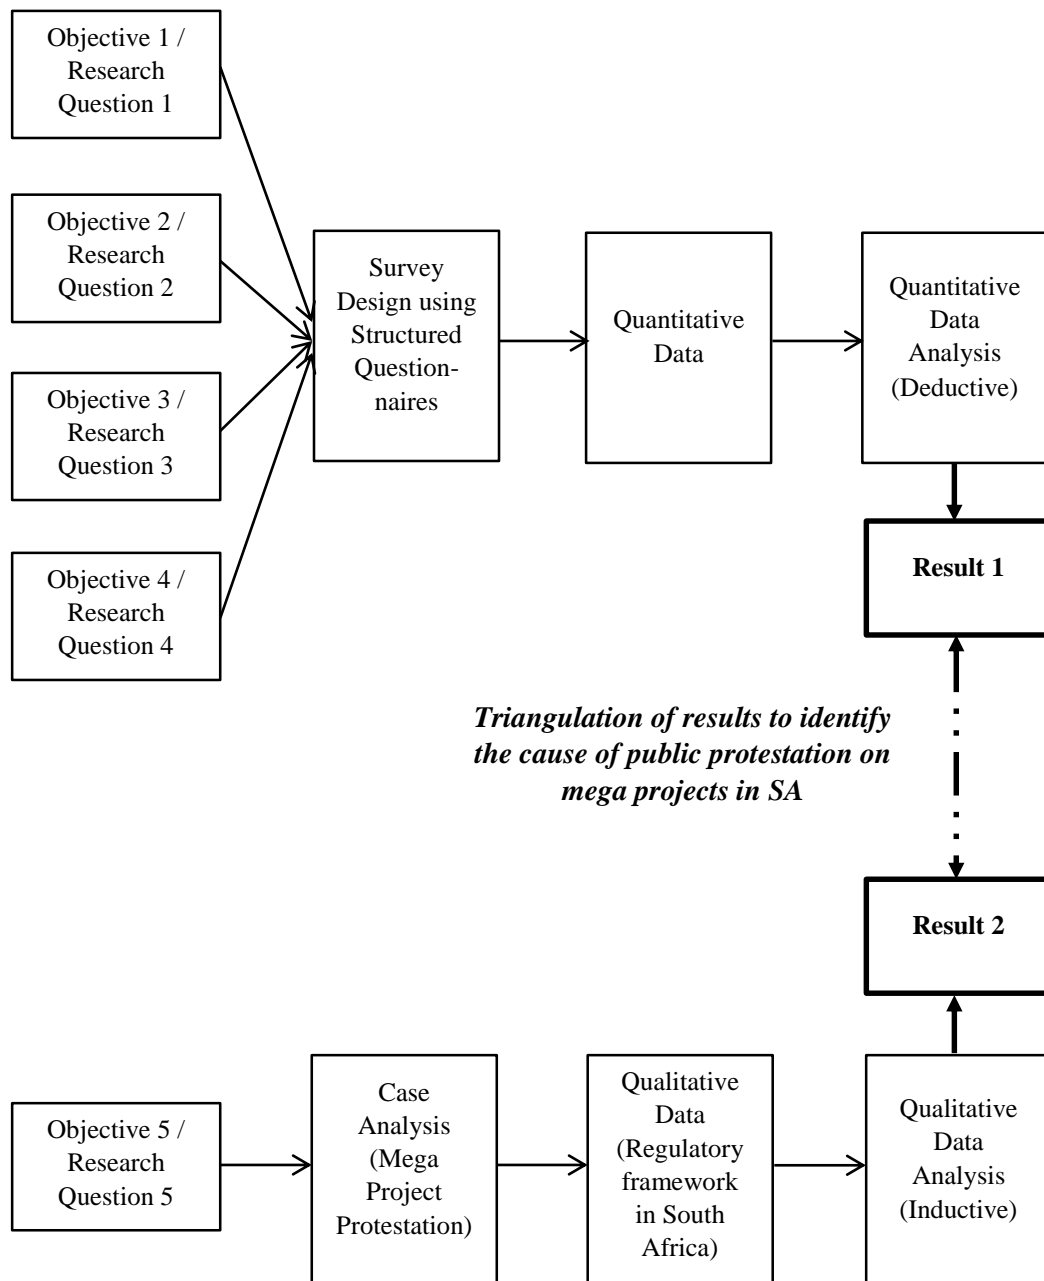 Objective 1 /
Research
Question 1
Objective 2 /
Research
Question 2
Objective 3 /
Research
Question 3
Objective 4 /
Research
Question 4
Survey
Design using
Structured
Question-
naires
Quantitative
Data
Quantitative
Data
Analysis
(Deductive)
Result 1
Triangulation of results to identify
the cause of public protestation on
mega projects in SA
Result 2
Objective 5 /
Research
Question 5
Case
Analysis
(Mega
Project
Protestation)
Qualitative
Data
(Regulatory
framework
in South
Africa)
Qualitative
Data
Analysis
(Inductive)